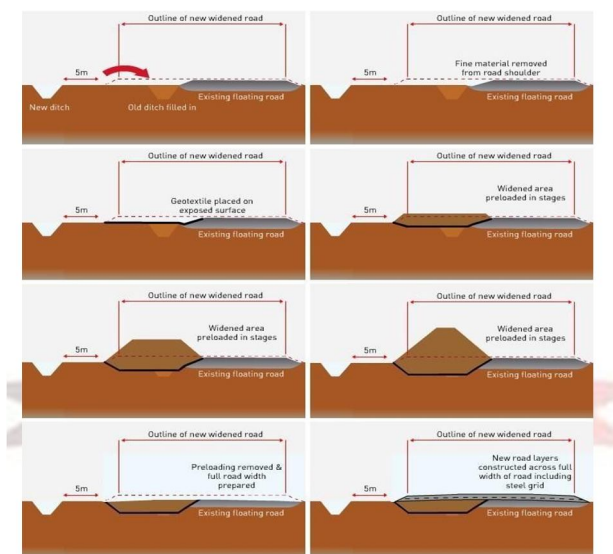 Outline of new widened road
5m
New ditch
Old ditch filled in
Existing floating road
Outline of new widened road
5m
Fine material removed
from road shoulder
Existing floating road
Outline of new widened road
5m
Geotextile placed on
exposed surface
Existing floating road
Outline of new widened road
5m
Widened area
preloaded in stages
Existing floating road
Outline of new widened road
5m
Widened area
preloaded in stages
Existing floating road
Outline of new widened road
5m
Widened area
preloaded in stages
Existing floating road
Outline of new widened road
5m
Preloading removed &
full road width
prepared
Existing floating road
Outline of new widened road
5m
New road layers
constructed across full
width of road including
steel grid
Existing floating road